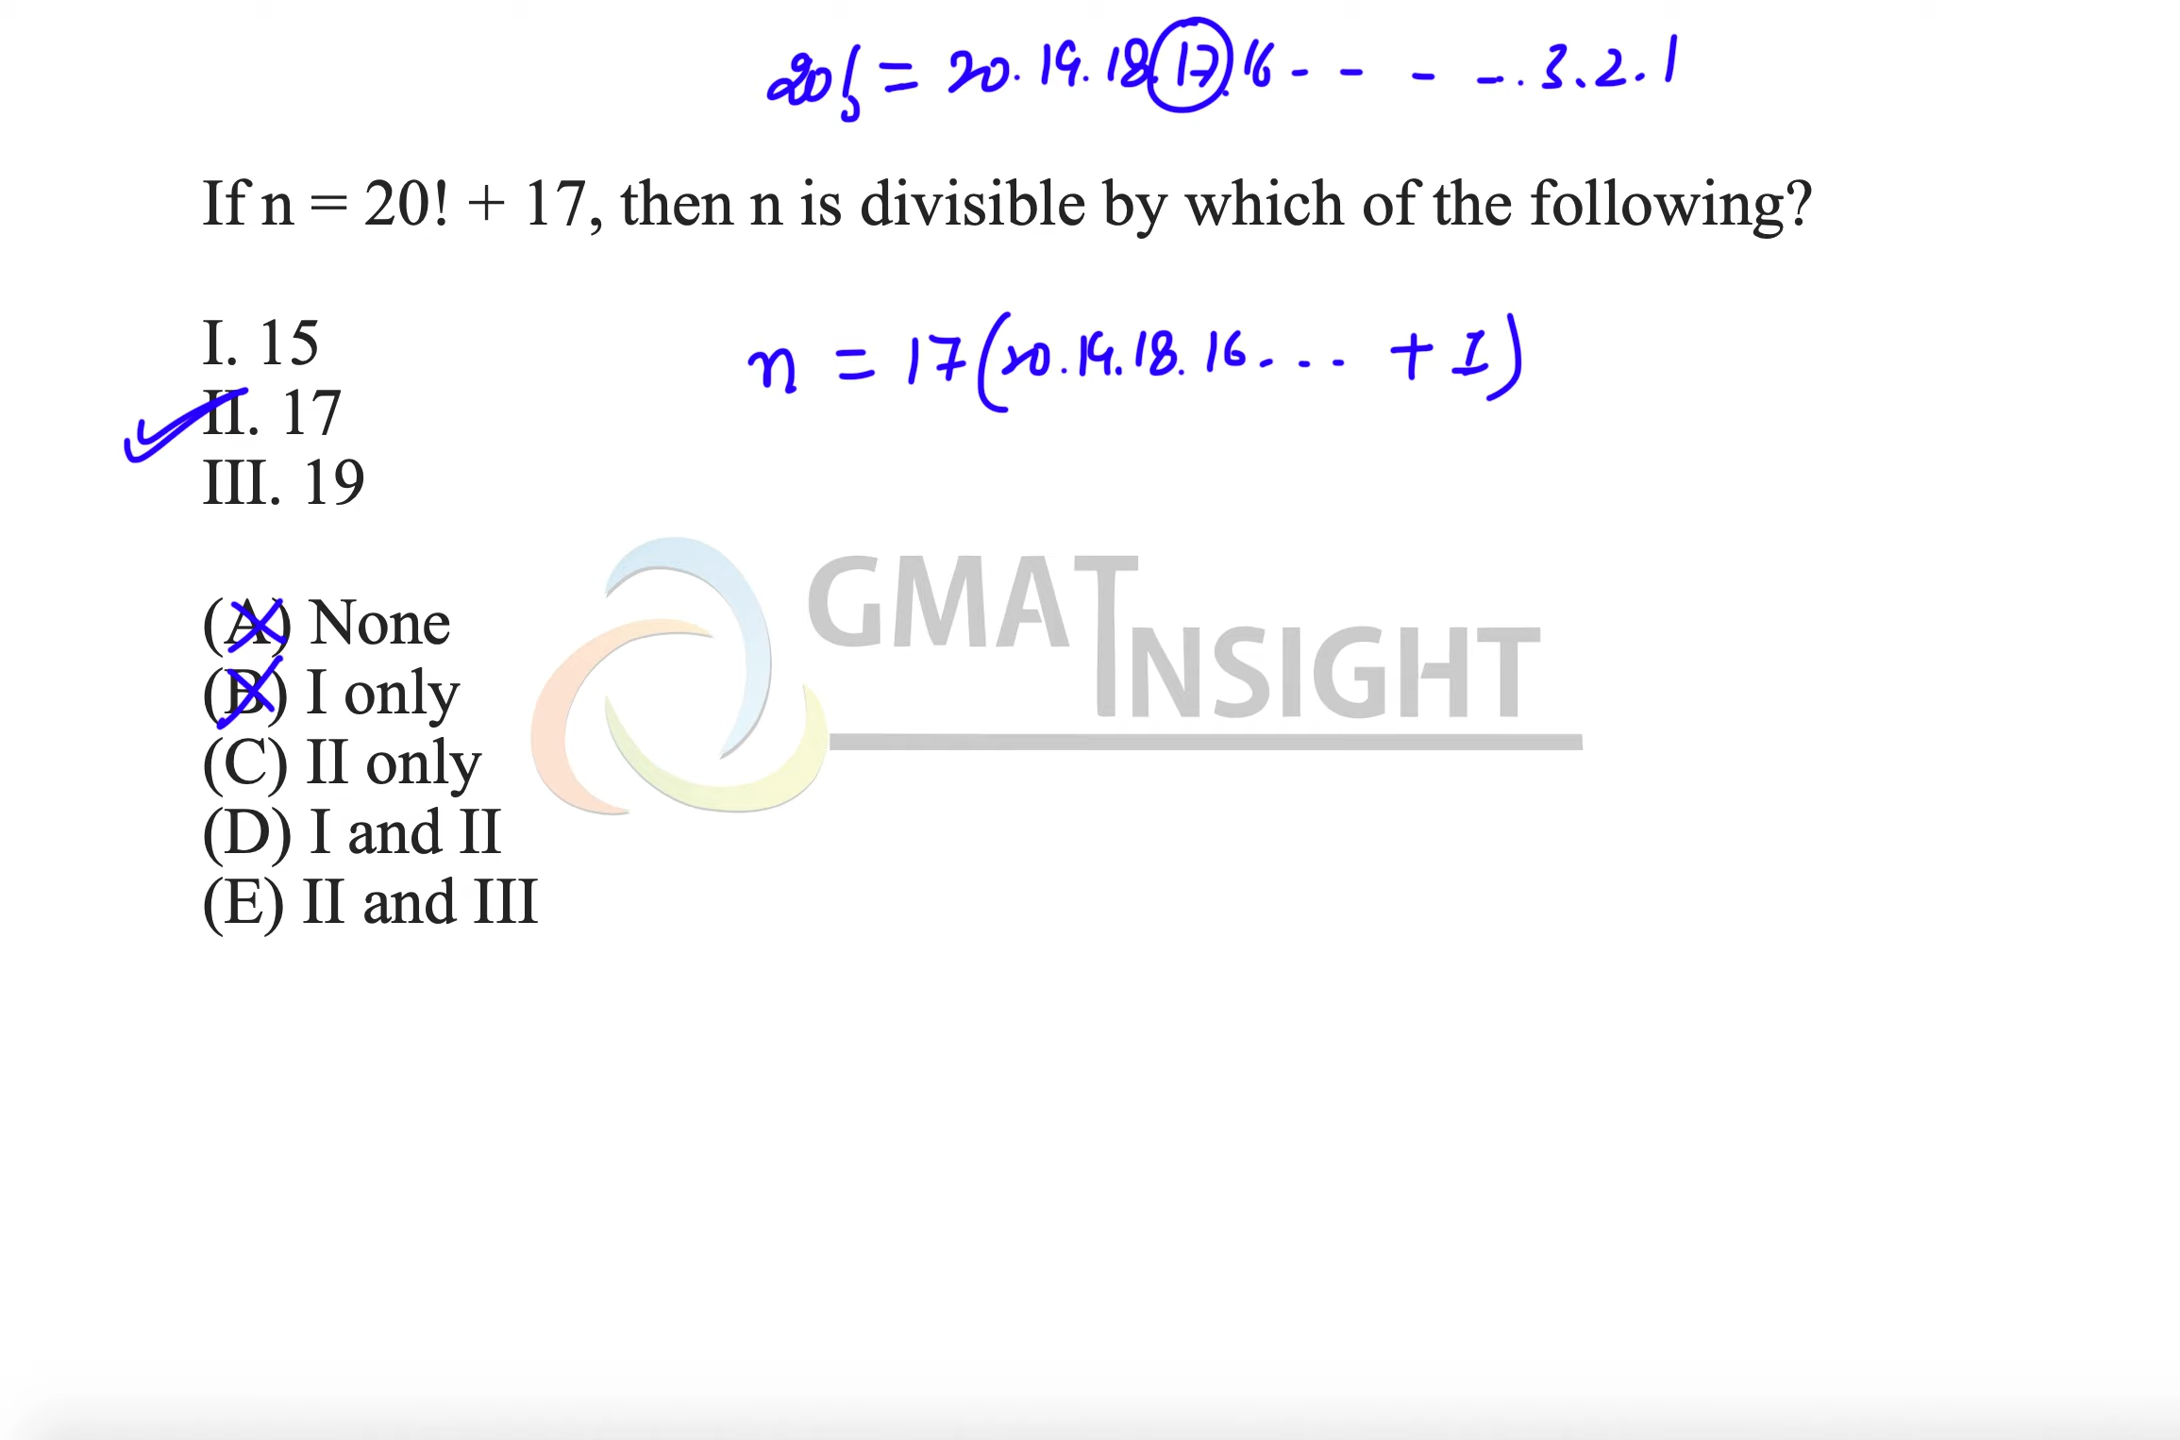 20! = 20.19.18.17.16- - - -.3.2.1
If n = 20! + 17, then n is divisible by which of the following?
I. 15
n = 17(20.19.18.16. - - + 1)
II. 17
III. 19
GMAT INSIGHT
(A) None
(B) I only
(C) II only
(D) I and II
(E) II and III